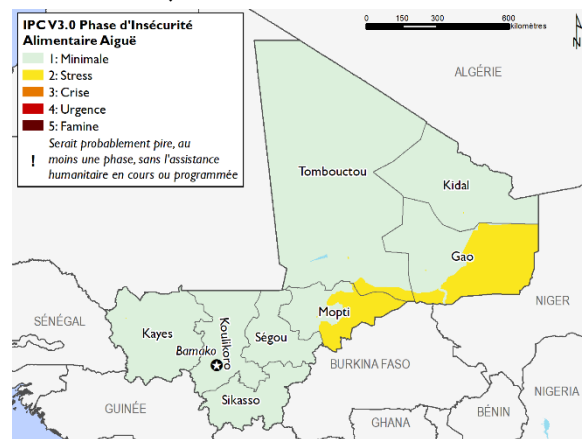 IPC V3.0 Phase d'Insécurité
Alimentaire Aiguë
1: Minimale
2: Stress
3: Crise
4: Urgence
5: Famine
Serait probablement pire, au
! moins une phase, sans l'assistance
humanitaire en cours ou programmée
0 150 300 600
kilomètres
N
ALGÉRIE
Tombouctou
Kidal
Gao
Mopti
NIGER
SÉNÉGAL
Kayes
Koulikoro
Ségou
Bamako
BURKINA FASO
Sikasso
GUINÉE
GHANA
BÉNIN
NIGERIA